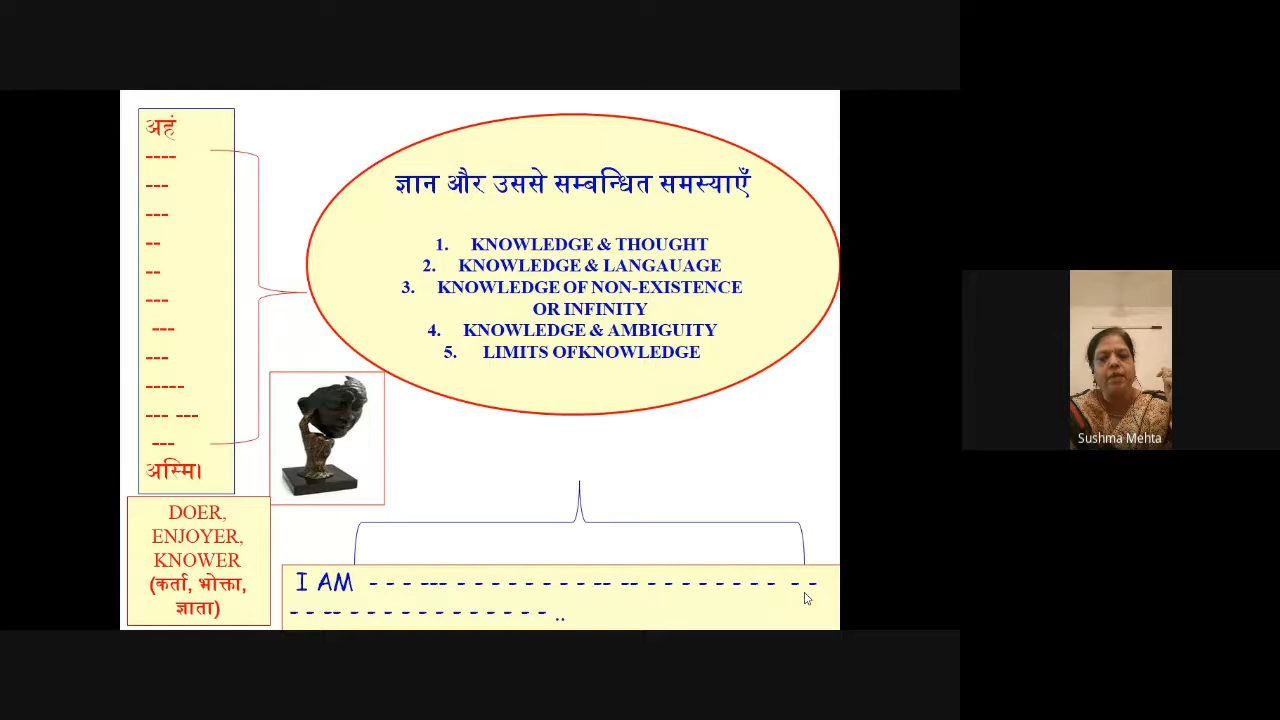 अहं
----
---
---
--
--
---
---
---
-----
--- ---
---
अस्मि।
ज्ञान और उससे सम्बन्धित समस्याएँ
1. KNOWLEDGE & THOUGHT
2. KNOWLEDGE & LANGAUAGE
3. KNOWLEDGE OF NON-EXISTENCE
OR INFINITY
4. KNOWLEDGE & AMBIGUITY
5. LIMITS OFKNOWLEDGE
DOER,
ENJOYER,
KNOWER
(कर्ता, भोक्ता,
ज्ञाता)
I AM - - - --- - - - - - - - - - -- -- - - - - - - - - - - -
- - -- - - - - - - - - - - - - - - ..
Sushma Mehta